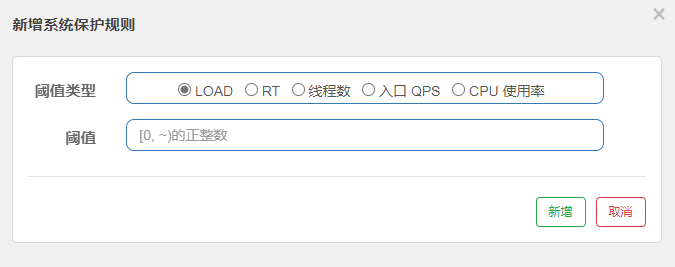 新增系统保护规则
×
阈值类型
LOAD RT 线程数 入口 QPS CPU 使用率
阈值
[0, ~)的正整数
新增 取消